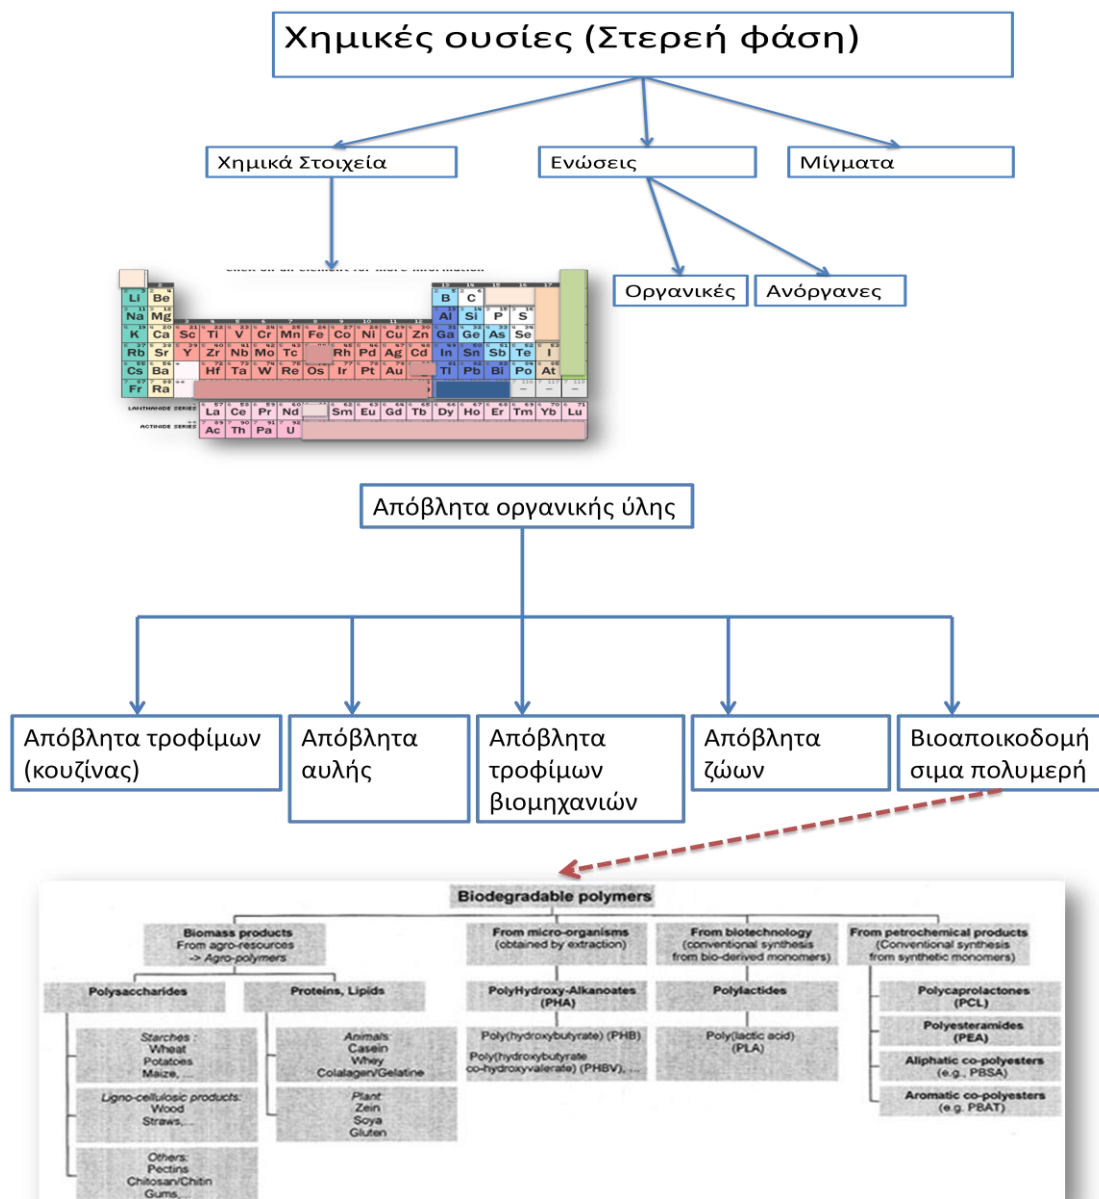 Χημικές ουσίες (Στερεή φάση)
Χημικά Στοιχεία
Ενώσεις
Μίγματα
Οργανικές
Ανόργανες
Li Be B C
Na Mg Al Si P S
K Ca Sc Ti V Cr Mn Fe Co Ni Cu Zn Ga Ge As Se
Rb Sr Y Zr Nb Mo Tc Rh Pd Ag Cd In Sn Sb Te I
Cs Ba Hf Ta W Re Os Ir Pt Au Tl Pb Bi Po At
Fr Ra
LANTHANIDE SERIES La Ce Pr Nd Sm Eu Gd Tb Dy Ho Er Tm Yb Lu
ACTINIDE SERIES Ac Th Pa U
Απόβλητα οργανικής ύλης
Απόβλητα τροφίμων
(κουζίνας)
Απόβλητα
αυλής
Απόβλητα
τροφίμων
βιομηχανιών
Απόβλητα
ζώων
Βιοαποικοδομή
σιμα πολυμερή
Biodegradable polymers
Biomass products
From agro-resources
-> Agro-polymers
From micro-organisms
(obtained by extraction)
From biotechnology
(conventional synthesis
from bio-derived monomers)
From petrochemical products
(Conventional synthesis
from synthetic monomers)
Polysaccharides
Proteins, Lipids
PolyHydroxy-Alkanoates
(PHA)
Polylactides
Polycaprolactones
(PCL)
Starches :
Wheat
Potatoes
Maize, ...
Animals:
Casein
Whey
Colalagen/Gelatine
Poly(hydroxybutyrate) (PHB)
Poly(hydroxybutyrate
co-hydroxyvalerate) (PHBV), ...
Poly(lactic acid)
(PLA)
Polyesteramides
(PEA)
Aliphatic co-polyesters
(e.g., PBSA)
Aromatic co-polyesters
(e.g. PBAT)
Ligno-cellulosic products:
Wood
Straws,...
Plant:
Zein
Soya
Gluten
Others:
Pectins
Chitosan/Chitin
Gums,...